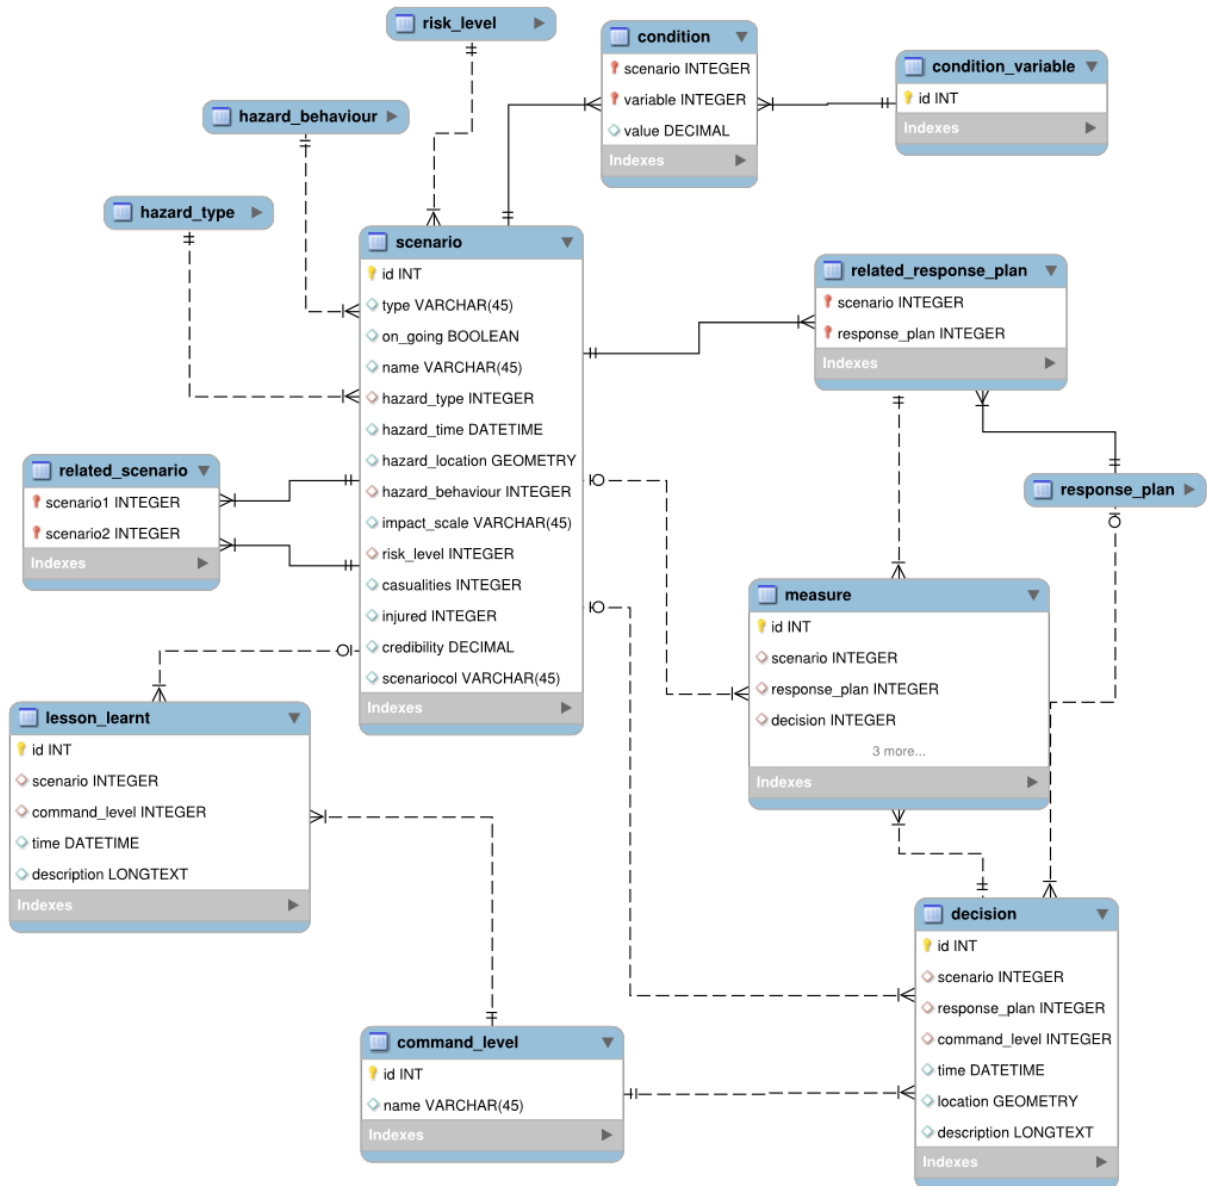 risk_level
condition
scenario INTEGER
variable INTEGER
value DECIMAL
Indexes
condition_variable
id INT
Indexes
hazard_behaviour
hazard_type
scenario
id INT
type VARCHAR(45)
on_going BOOLEAN
name VARCHAR(45)
hazard_type INTEGER
hazard_time DATETIME
hazard_location GEOMETRY
hazard_behaviour INTEGER
impact_scale VARCHAR(45)
risk_level INTEGER
casualities INTEGER
injured INTEGER
credibility DECIMAL
scenariocol VARCHAR(45)
Indexes
related_response_plan
scenario INTEGER
response_plan INTEGER
Indexes
related_scenario
scenario1 INTEGER
scenario2 INTEGER
Indexes
response_plan
measure
id INT
scenario INTEGER
response_plan INTEGER
decision INTEGER
3 more...
Indexes
lesson_learnt
id INT
scenario INTEGER
command_level INTEGER
time DATETIME
description LONGTEXT
Indexes
decision
id INT
scenario INTEGER
response_plan INTEGER
command_level INTEGER
time DATETIME
location GEOMETRY
description LONGTEXT
Indexes
command_level
id INT
name VARCHAR(45)
Indexes